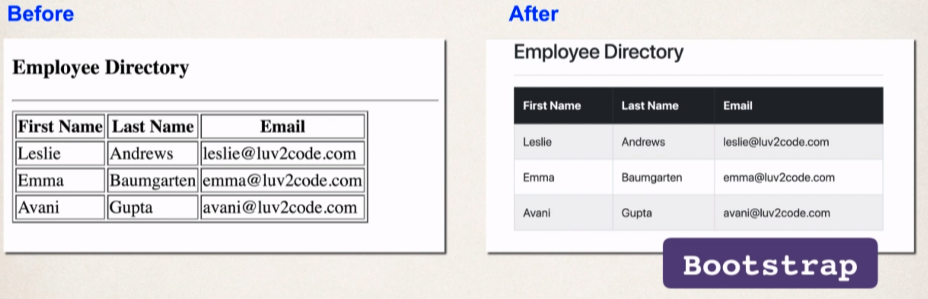 Before
Employee Directory
First Name Last Name Email
Leslie Andrews leslie@luv2code.com
Emma Baumgarten emma@luv2code.com
Avani Gupta avani@luv2code.com
After
Employee Directory
First Name Last Name Email
Leslie Andrews leslie@luv2code.com
Emma Baumgarten emma@luv2code.com
Avani Gupta avani@luv2code.com
Bootstrap